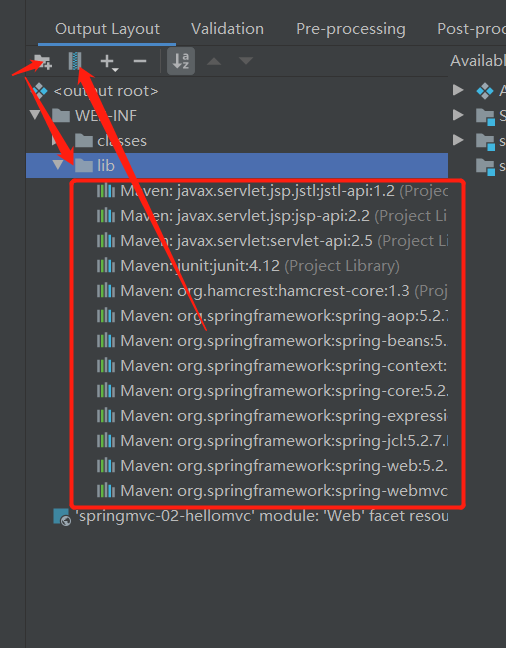 Output Layout Validation Pre-processing Post-proc
Availabl
<output root>
WEB-INF
classes
lib
Maven: javax.servlet.jsp.jstl:jstl-api:1.2 (Project
Maven: javax.servlet.jsp:jsp-api:2.2 (Project Li
Maven: javax.servlet:servlet-api:2.5 (Project Li
Maven: junit:junit:4.12 (Project Library)
Maven: org.hamcrest:hamcrest-core:1.3 (Proj
Maven: org.springframework:spring-aop:5.2.7
Maven: org.springframework:spring-beans:5.
Maven: org.springframework:spring-context:
Maven: org.springframework:spring-core:5.2.
Maven: org.springframework:spring-expressi
Maven: org.springframework:spring-jcl:5.2.7.
Maven: org.springframework:spring-web:5.2.
Maven: org.springframework:spring-webmvc
'springmvc-02-hellomvc' module: 'Web' facet resou